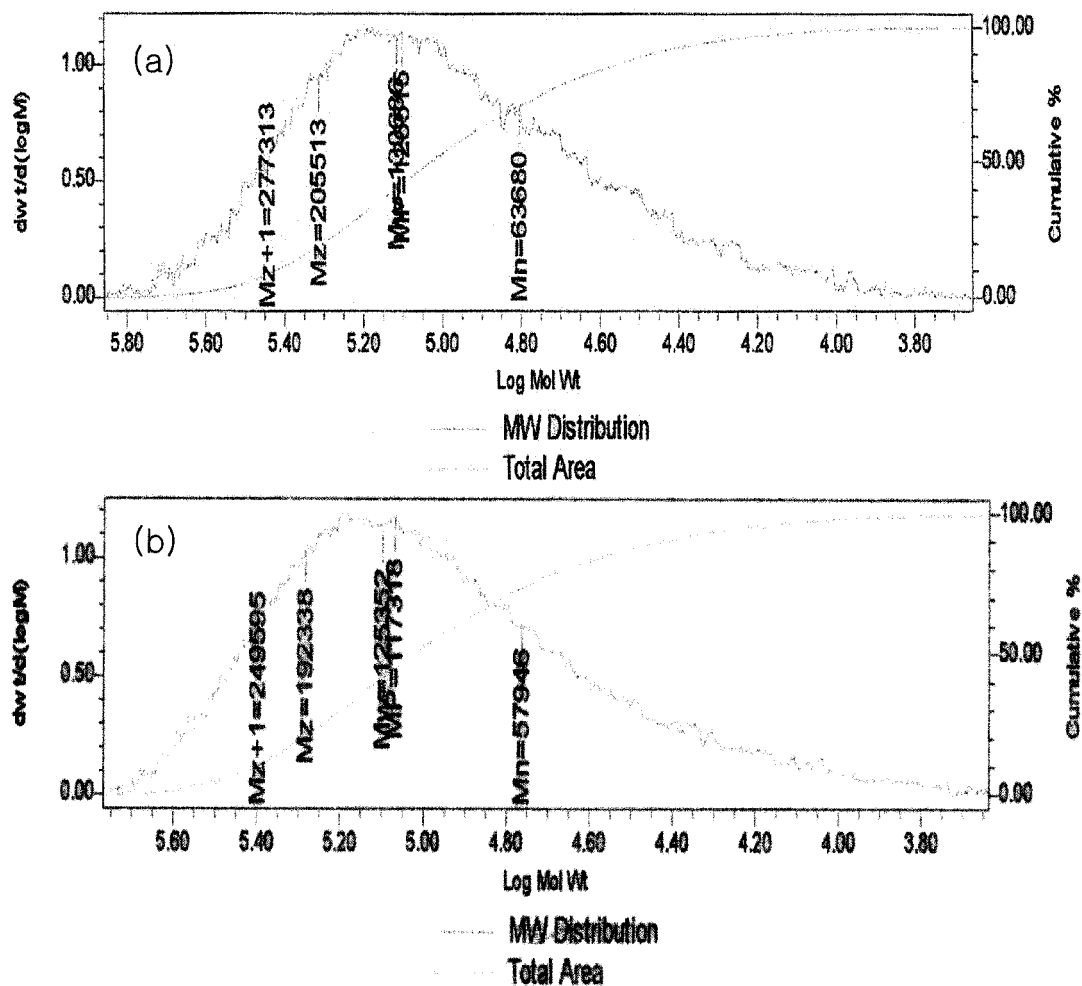 (a)
dwt/d(logM)
1.00
0.50
0.00
Mz+1=277313
Mz=205513
Mn=63680
100.00
50.00
0.00
Cumulative %
5.80 5.60 5.40 5.20 5.00 4.80 4.60 4.40 4.20 4.00 3.80
Log Mol Wt
MW Distribution
Total Area
(b)
dwt/d(logM)
1.00
0.50
0.00
Mz+1=249595
Mz=192338
MP=117318
Mn=57946
100.00
50.00
0.00
Cumulative %
5.60 5.40 5.20 5.00 4.80 4.60 4.40 4.20 4.00 3.80
Log Mol Wt
MW Distribution
Total Area